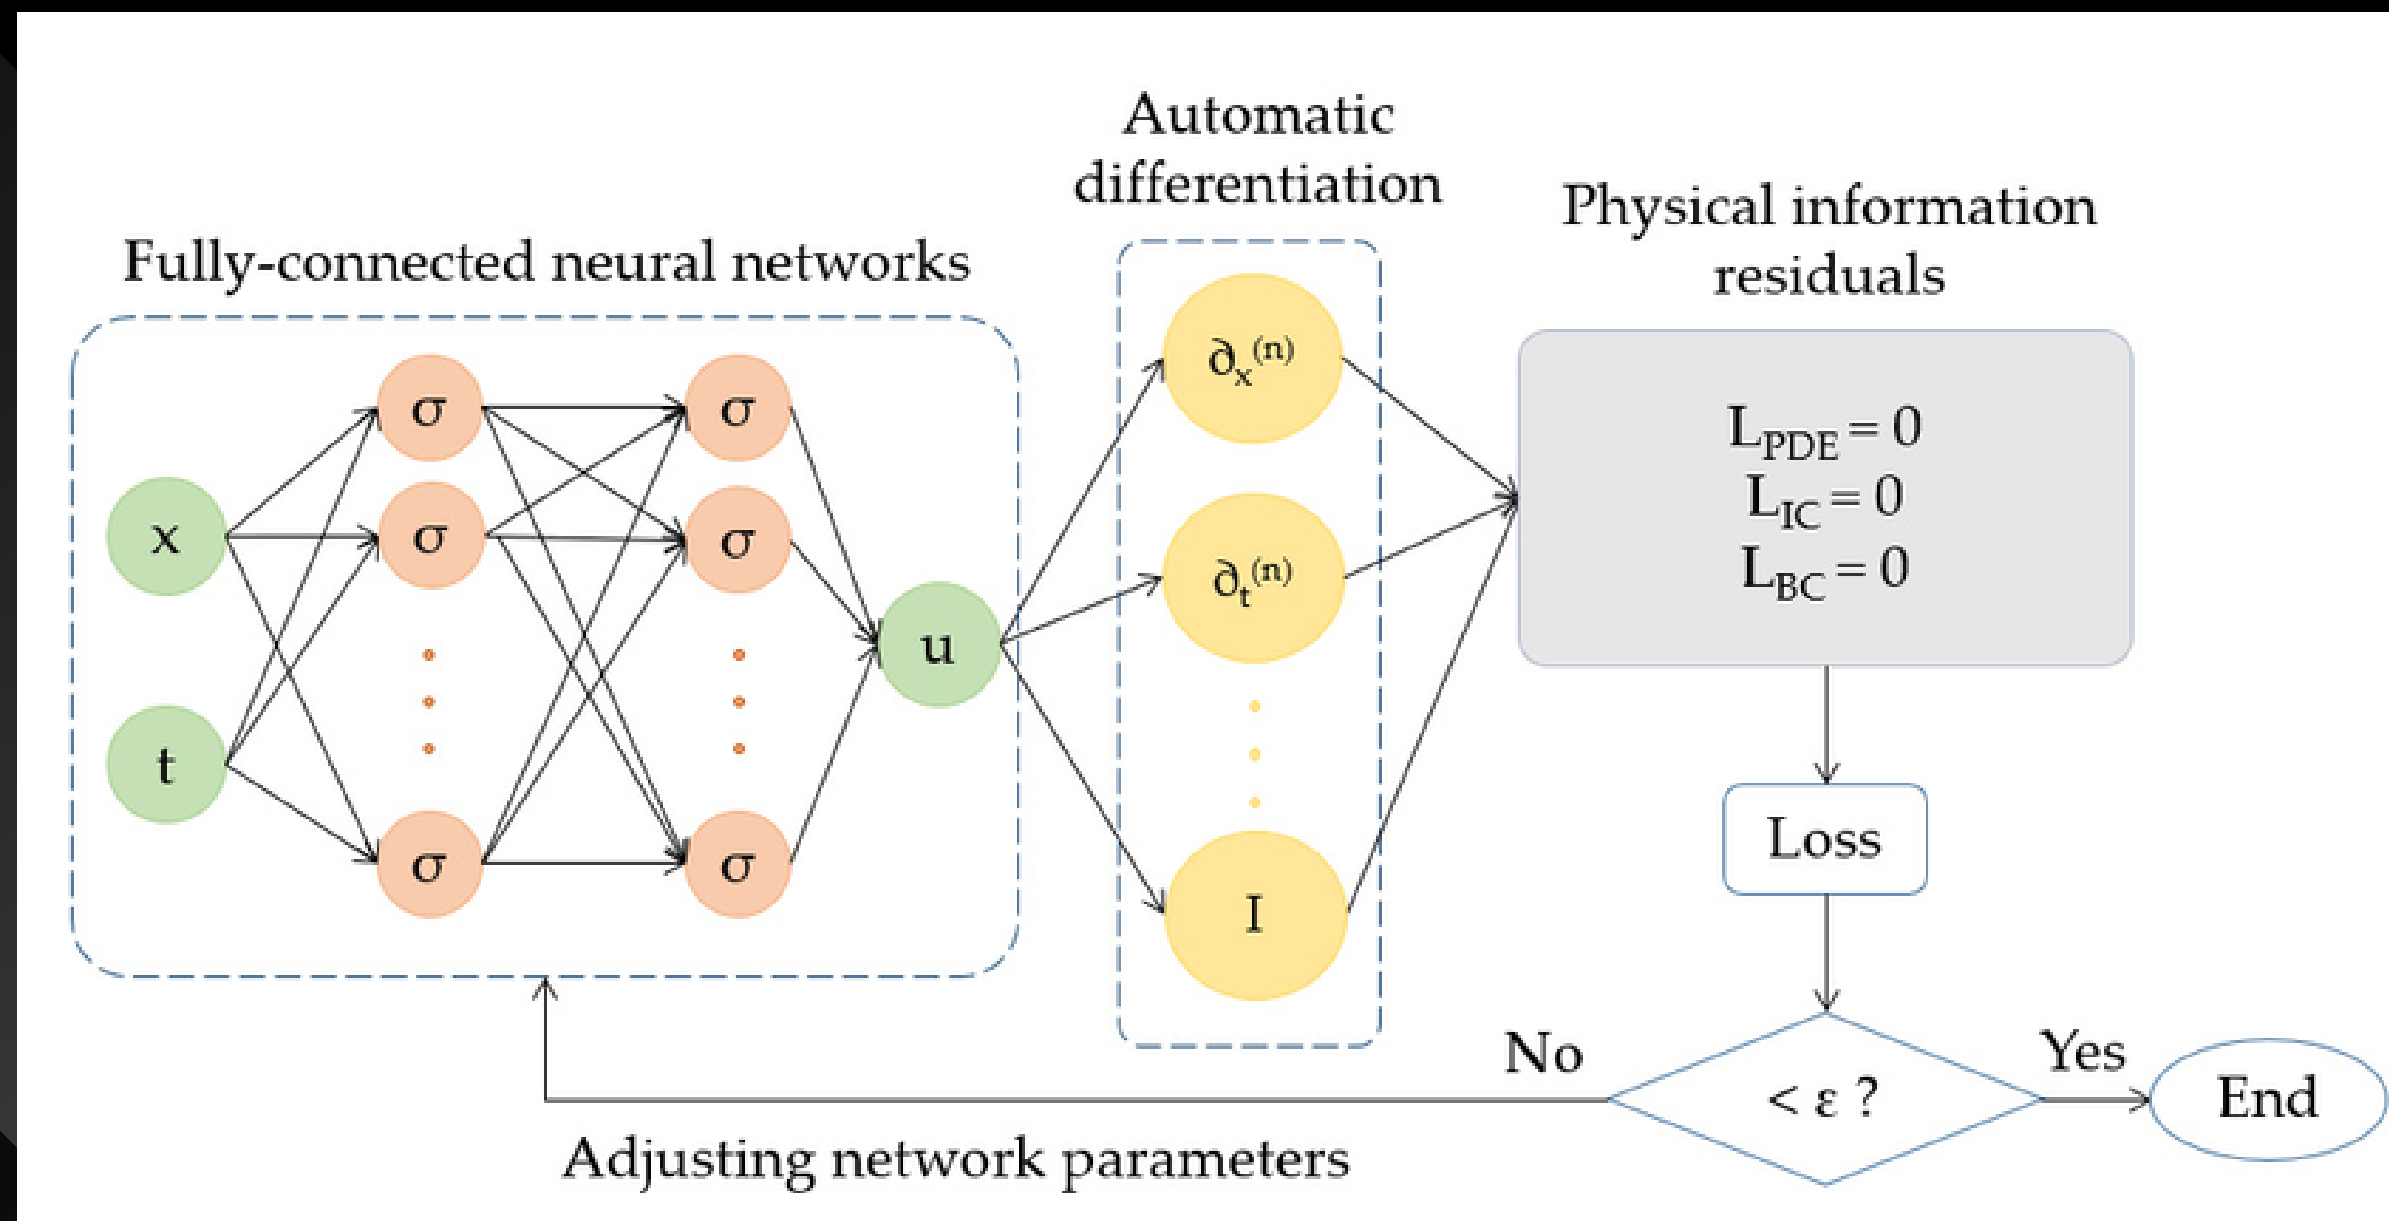 Automatic
differentiation
Physical information
residuals
Fully-connected neural networks
x
t
σ
σ
σ
σ
σ
σ
u
∂x(n)
∂t(n)
I
LPDE = 0
LIC = 0
LBC = 0
Loss
< ε ?
No
Yes
End
Adjusting network parameters